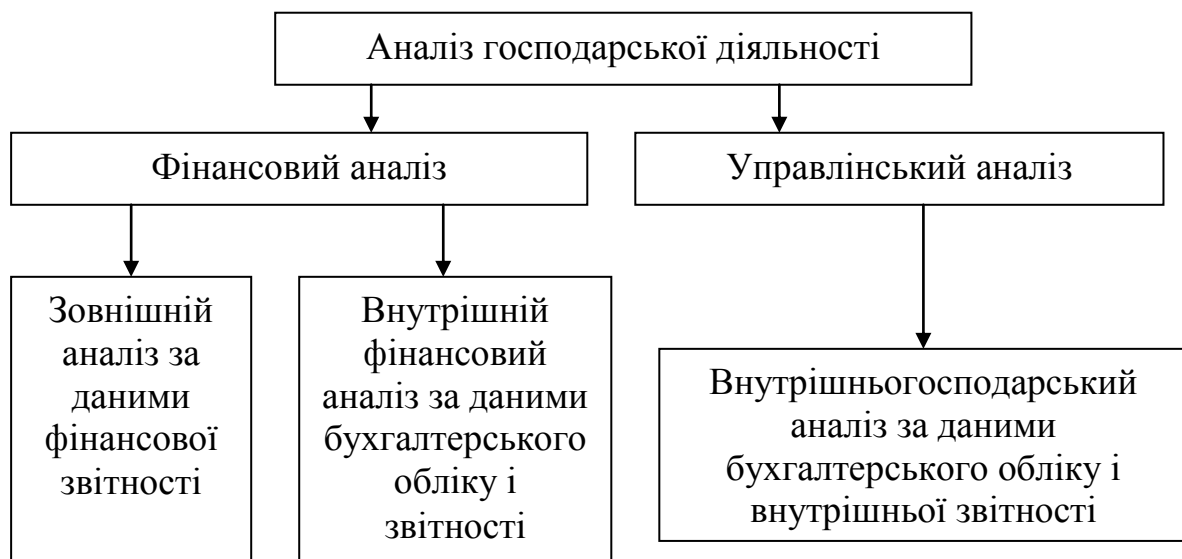 Аналіз господарської діяльності
Фінансовий аналіз
Управлінський аналіз
Зовнішній
аналіз за
даними
фінансової
звітності
Внутрішній
фінансовий
аналіз за даними
бухгалтерського
обліку і
звітності
Внутрішньогосподарський
аналіз за даними
бухгалтерського обліку і
внутрішньої звітності